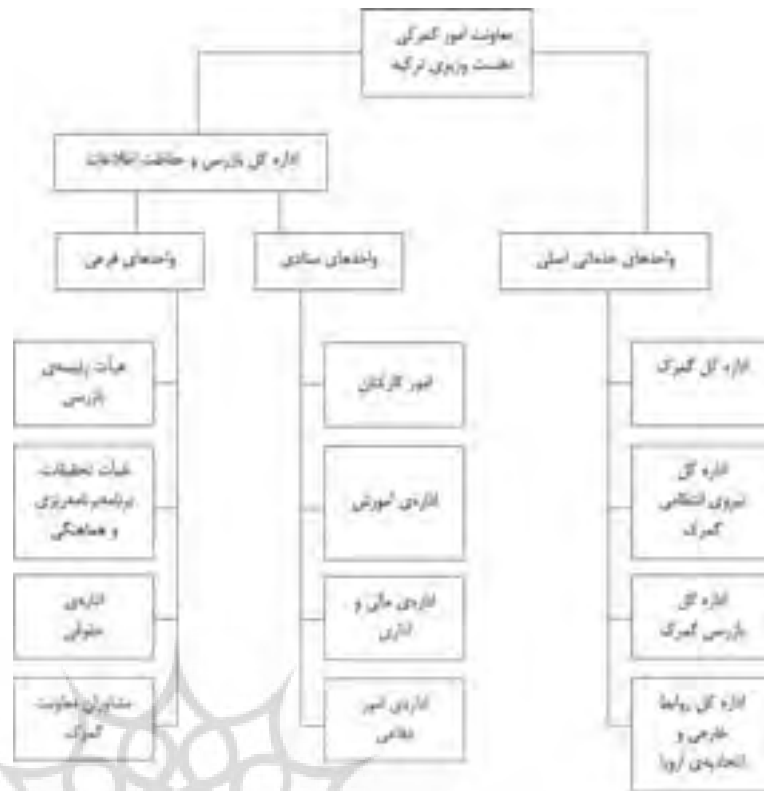 معاونت امور گمرکی
نخست وزیری ترکیه
اداره کل بازرسی و حفاظت اطلاعات
واحدهای خدماتی اصلی
واحدهای ستادی
واحدهای فرعی
اداره کل گمرک
اداره کل
نیروی انتظامی
گمرک
اداره کل
بازرسی گمرک
اداره کل روابط
خارجی و
اتحادیه‌ی اروپا
امور کارکنان
اداره‌ی آموزش
اداره‌ی مالی و
اداری
اداره‌ی امور
دفاعی
هیأت رئیسه‌ی
بازرسی
هیأت تحقیقات
برنامه‌برنامه‌ریزی
و هماهنگی
اداره‌ی
حقوقی
مشاوران معاونت
گمرک